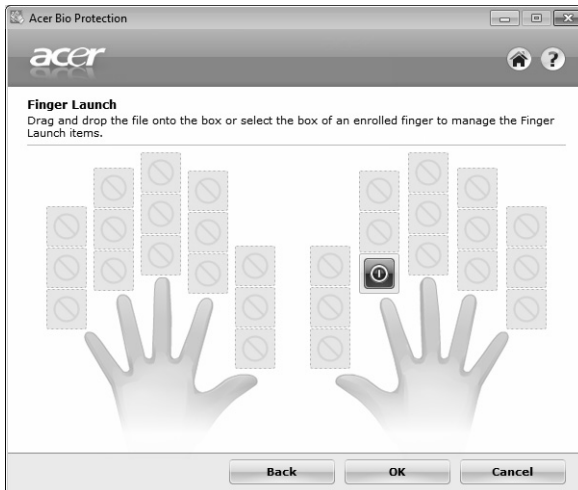 Acer Bio Protection
acer
Finger Launch
Drag and drop the file onto the box or select the box of an enrolled finger to manage the Finger
Launch items.
Back
OK
Cancel